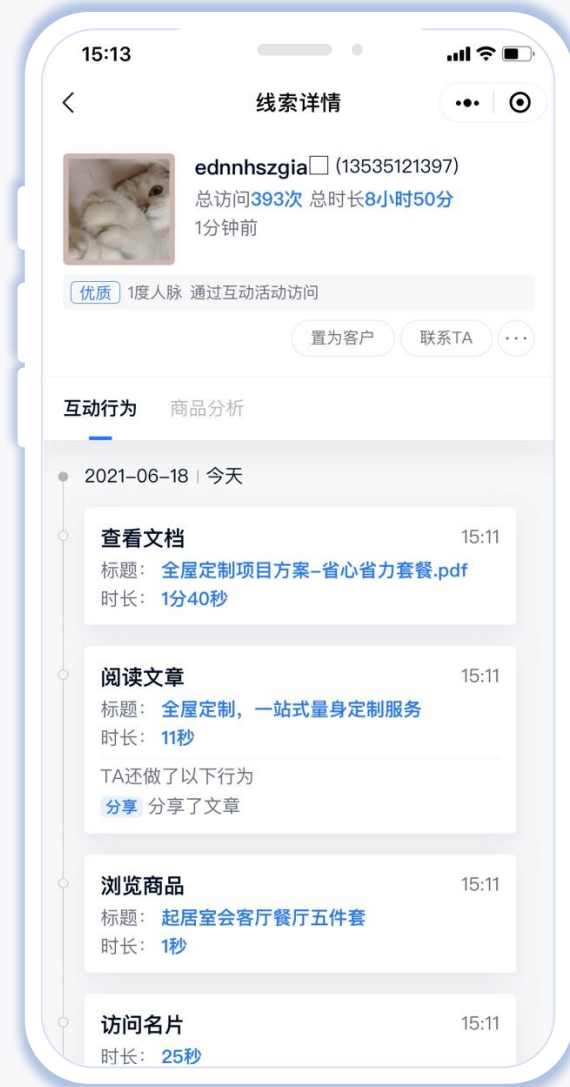 15:13
线索详情
ednnhszgia□ (13535121397)
总访问393次 总时长8小时50分
1分钟前
优质 1度人脉 通过互动活动访问
置为客户 联系TA ···
互动行为 商品分析
2021-06-18 | 今天
查看文档 15:11
标题： 全屋定制项目方案-省心省力套餐.pdf
时长： 1分40秒
阅读文章 15:11
标题： 全屋定制，一站式量身定制服务
时长： 11秒
TA还做了以下行为
分享 分享了文章
浏览商品 15:11
标题： 起居室会客厅餐厅五件套
时长： 1秒
访问名片 15:11
时长： 25秒